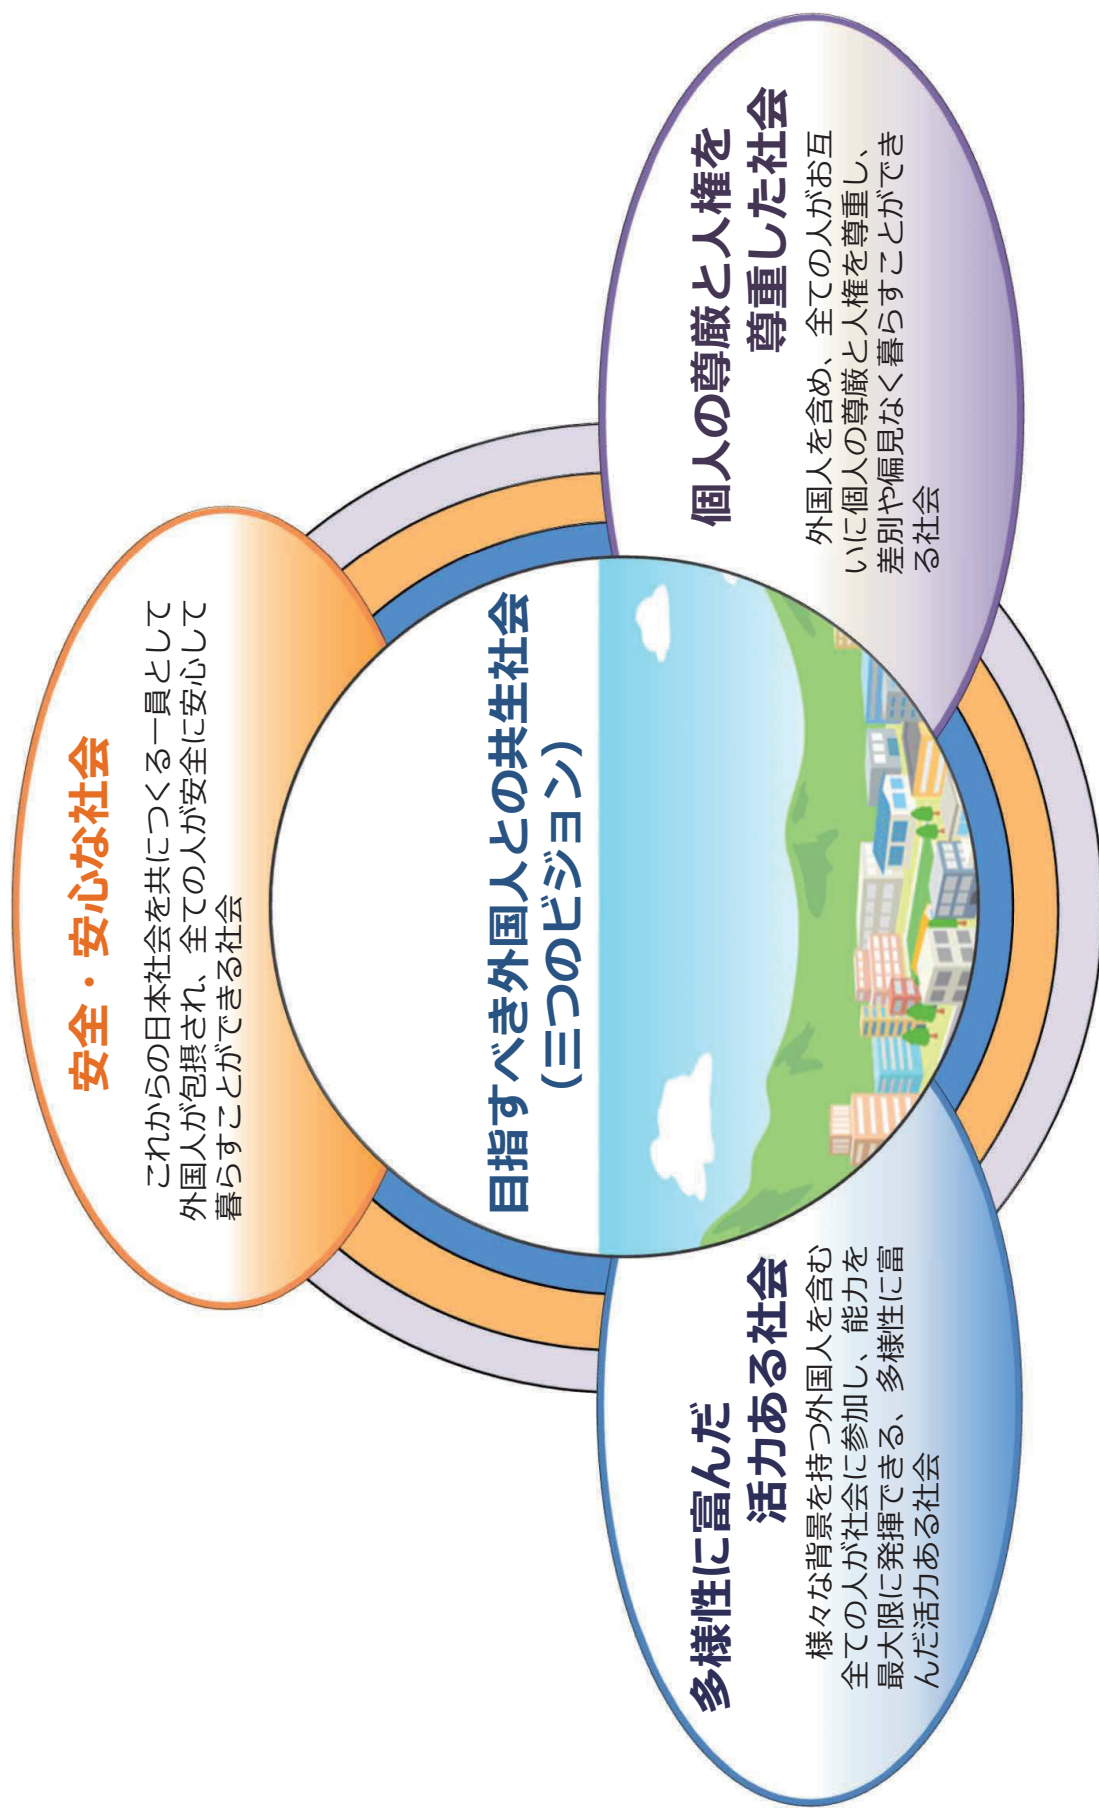 安全・安心な社会
これからの日本社会を共につくる一員として
外国人が包摂され、全ての人が安全に安心して
暮らすことができる社会
目指すべき外国人との共生社会
(三つのビジョン)
多様性に富んだ
活力ある社会
様々な背景を持つ外国人を含む
全ての人が社会に参加し、能力を
最大限に発揮できる、多様性に富
んだ活力ある社会
個人の尊厳と人権を
尊重した社会
外国人を含め、全ての人がお互
いに個人の尊厳と人権を尊重し、
差別や偏見なく暮らすことができ
る社会